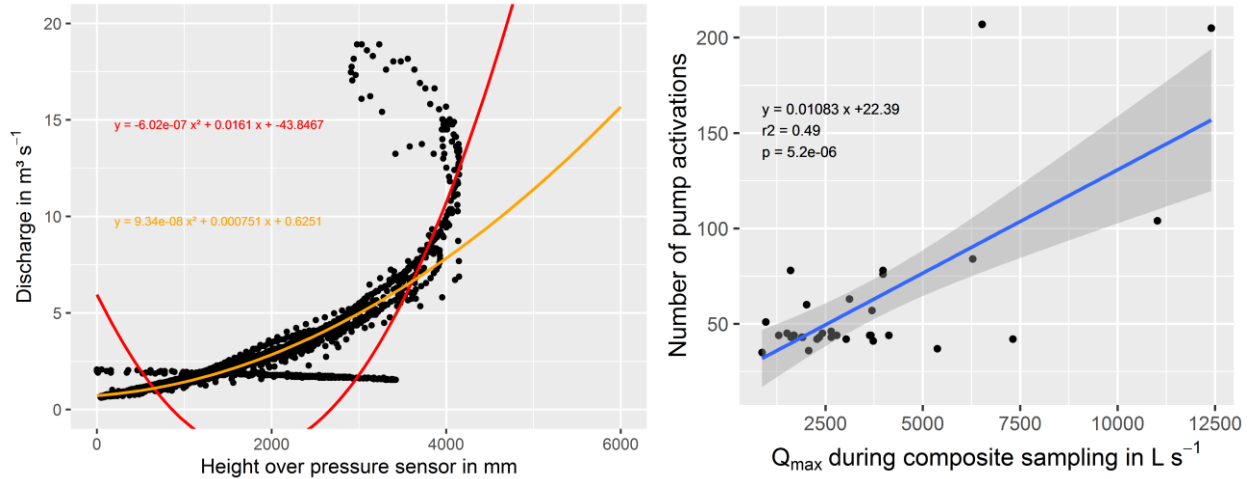 20
15
10
5
0
Discharge in m³ s⁻¹
y = -6.02e-07 x² + 0.0161 x + -43.8467
y = 9.34e-08 x² + 0.000751 x + 0.6251
0 2000 4000 6000
Height over pressure sensor in mm
200
150
100
50
Number of pump activations
y = 0.01083 x +22.39
r2 = 0.49
p = 5.2e-06
2500 5000 7500 10000 12500
Qmax during composite sampling in L s⁻¹